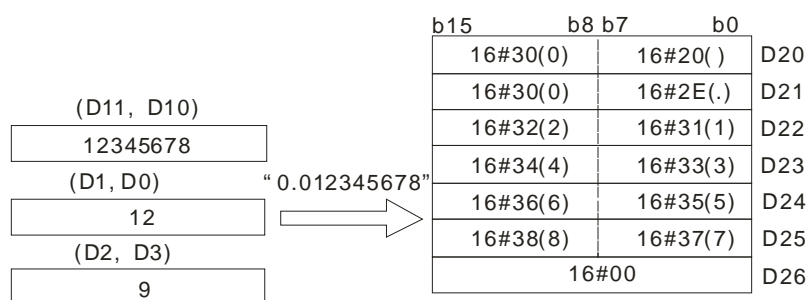 b15 b8 b7 b0
16#30(0) 16#20( ) D20
16#30(0) 16#2E(.) D21
(D11, D10)
16#32(2) 16#31(1) D22
12345678
16#34(4) 16#33(3) D23
(D1, D0)
“ 0.012345678”
16#36(6) 16#35(5) D24
12
16#38(8) 16#37(7) D25
(D2, D3)
16#00 D26
9